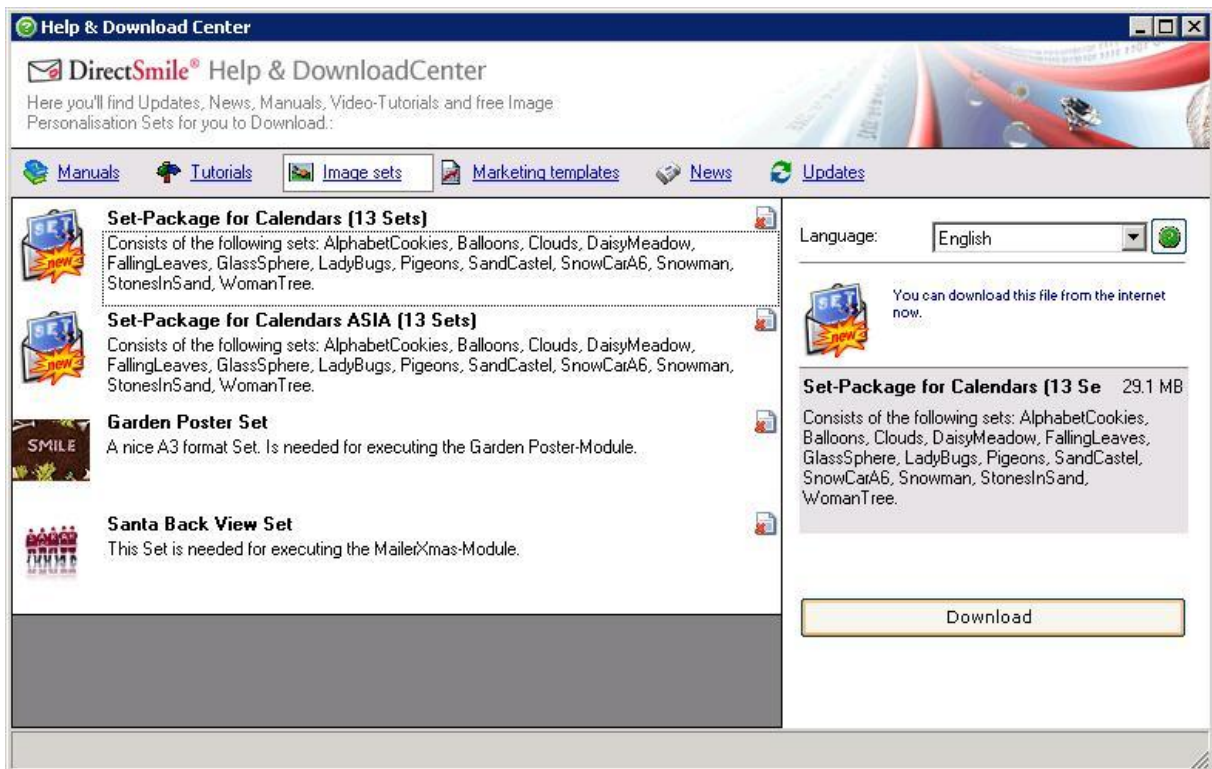 Help & Download Center
DirectSmile® Help & DownloadCenter
Here you'll find Updates, News, Manuals, Video-Tutorials and free Image
Personalisation Sets for you to Download.:
Manuals Tutorials Image sets Marketing templates News Updates
Set-Package for Calendars (13 Sets)
Consists of the following sets: AlphabetCookies, Balloons, Clouds, DaisyMeadow,
FallingLeaves, GlassSphere, LadyBugs, Pigeons, SandCastel, SnowCarA6, Snowman,
StonesInSand, WomanTree.
SET
new
Set-Package for Calendars ASIA (13 Sets)
Consists of the following sets: AlphabetCookies, Balloons, Clouds, DaisyMeadow,
FallingLeaves, GlassSphere, LadyBugs, Pigeons, SandCastel, SnowCarA6, Snowman,
StonesInSand, WomanTree.
SET
new
Garden Poster Set
A nice A3 format Set. Is needed for executing the Garden Poster-Module.
SMILE
Santa Back View Set
This Set is needed for executing the MailerXmas-Module.
Language: English
SET
new
You can download this file from the internet
now.
Set-Package for Calendars (13 Se 29.1 MB
Consists of the following sets: AlphabetCookies,
Balloons, Clouds, DaisyMeadow, FallingLeaves,
GlassSphere, LadyBugs, Pigeons, SandCastel,
SnowCarA6, Snowman, StonesInSand,
WomanTree.
Download